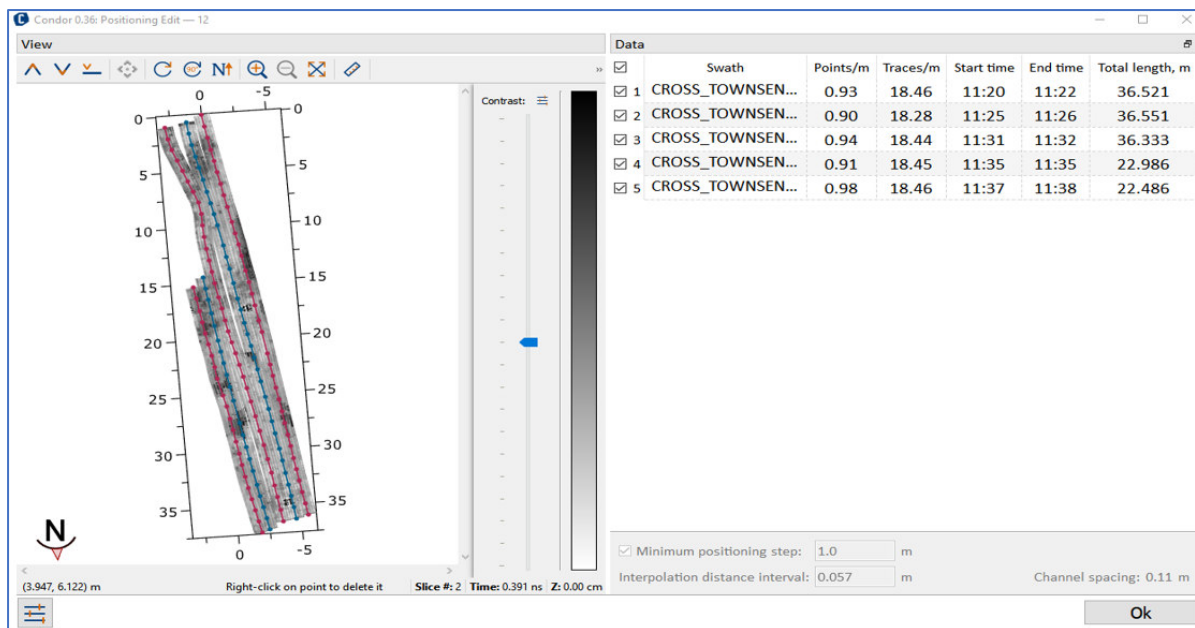 Condor 0.36: Positioning Edit — 12
View
90°
N
»
0 -5
0
5
10
15
20
25
30
35
0
5
10
15
20
25
30
35
0 -5
N
Contrast:
(3.947, 6.122) m Right-click on point to delete it Slice #: 2 Time: 0.391 ns Z: 0.00 cm
Data
Swath Points/m Traces/m Start time End time Total length, m
1 CROSS_TOWNSEN... 0.93 18.46 11:20 11:22 36.521
2 CROSS_TOWNSEN... 0.90 18.28 11:25 11:26 36.551
3 CROSS_TOWNSEN... 0.94 18.44 11:31 11:32 36.333
4 CROSS_TOWNSEN... 0.91 18.45 11:35 11:35 22.986
5 CROSS_TOWNSEN... 0.98 18.46 11:37 11:38 22.486
Minimum positioning step: 1.0 m
Interpolation distance interval: 0.057 m Channel spacing: 0.11 m
Ok